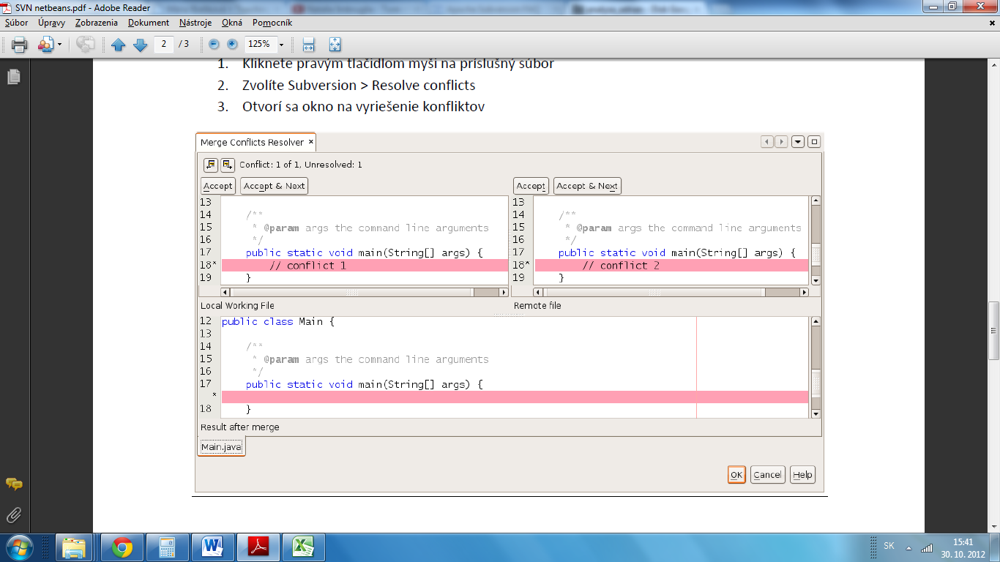 SVN netbeans.pdf - Adobe Reader
Súbor Úpravy Zobrazenia Dokument Nástroje Okná Pomocník
2 / 3 125%
1. Kliknete pravým tlačidlom myši na príslušný súbor
2. Zvolíte Subversion > Resolve conflicts
3. Otvorí sa okno na vyriešenie konfliktov
Merge Conflicts Resolver
Conflict: 1 of 1, Unresolved: 1
Accept Accept & Next
13
14 /**
15 * @param args the command line arguments
16 */
17 public static void main(String[] args) {
18* // conflict 1
19 }
Local Working File
Accept Accept & Next
13
14 /**
15 * @param args the command line arguments
16 */
17 public static void main(String[] args) {
18* // conflict 2
19 }
Remote file
12 public class Main {
13
14 /**
15 * @param args the command line arguments
16 */
17 public static void main(String[] args) {
*
18 }
Result after merge
Main.java
OK Cancel Help
SK
15:41
30. 10. 2012